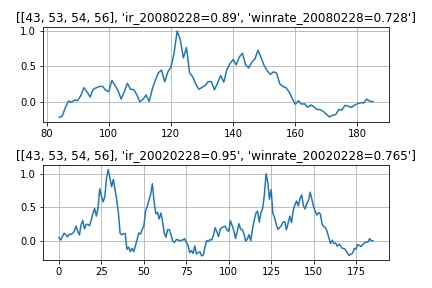 [[43, 53, 54, 56], 'ir_20080228=0.89', 'winrate_20080228=0.728']
1.0
0.5
0.0
80 100 120 140 160 180
[[43, 53, 54, 56], 'ir_20020228=0.95', 'winrate_20020228=0.765']
1.0
0.5
0.0
0 25 50 75 100 125 150 175